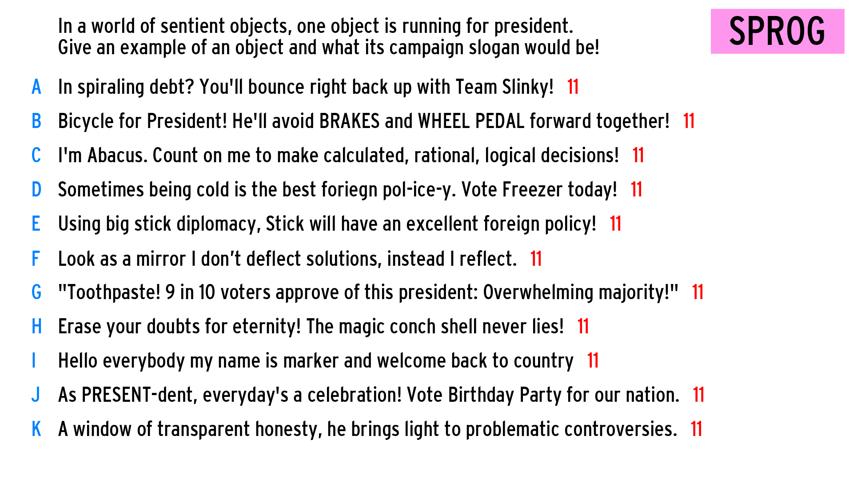 In a world of sentient objects, one object is running for president.
Give an example of an object and what its campaign slogan would be!
SPROG
A In spiraling debt? You'll bounce right back up with Team Slinky! 11
B Bicycle for President! He'll avoid BRAKES and WHEEL PEDAL forward together! 11
C I'm Abacus. Count on me to make calculated, rational, logical decisions! 11
D Sometimes being cold is the best foriegn pol-ice-y. Vote Freezer today! 11
E Using big stick diplomacy, Stick will have an excellent foreign policy! 11
F Look as a mirror I don’t deflect solutions, instead I reflect. 11
G "Toothpaste! 9 in 10 voters approve of this president: Overwhelming majority!" 11
H Erase your doubts for eternity! The magic conch shell never lies! 11
I Hello everybody my name is marker and welcome back to country 11
J As PRESENT-dent, everyday's a celebration! Vote Birthday Party for our nation. 11
K A window of transparent honesty, he brings light to problematic controversies. 11